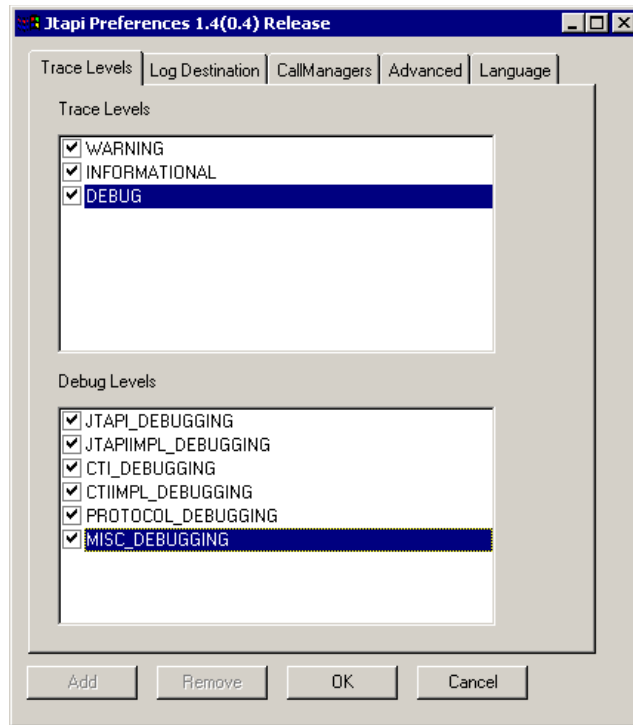 Jtapi Preferences 1.4(0.4) Release
Trace Levels Log Destination CallManagers Advanced Language
Trace Levels
WARNING
INFORMATIONAL
DEBUG
Debug Levels
JTAPI_DEBUGGING
JTAPIIMPL_DEBUGGING
CTI_DEBUGGING
CTIIMPL_DEBUGGING
PROTOCOL_DEBUGGING
MISC_DEBUGGING
Add Remove OK Cancel